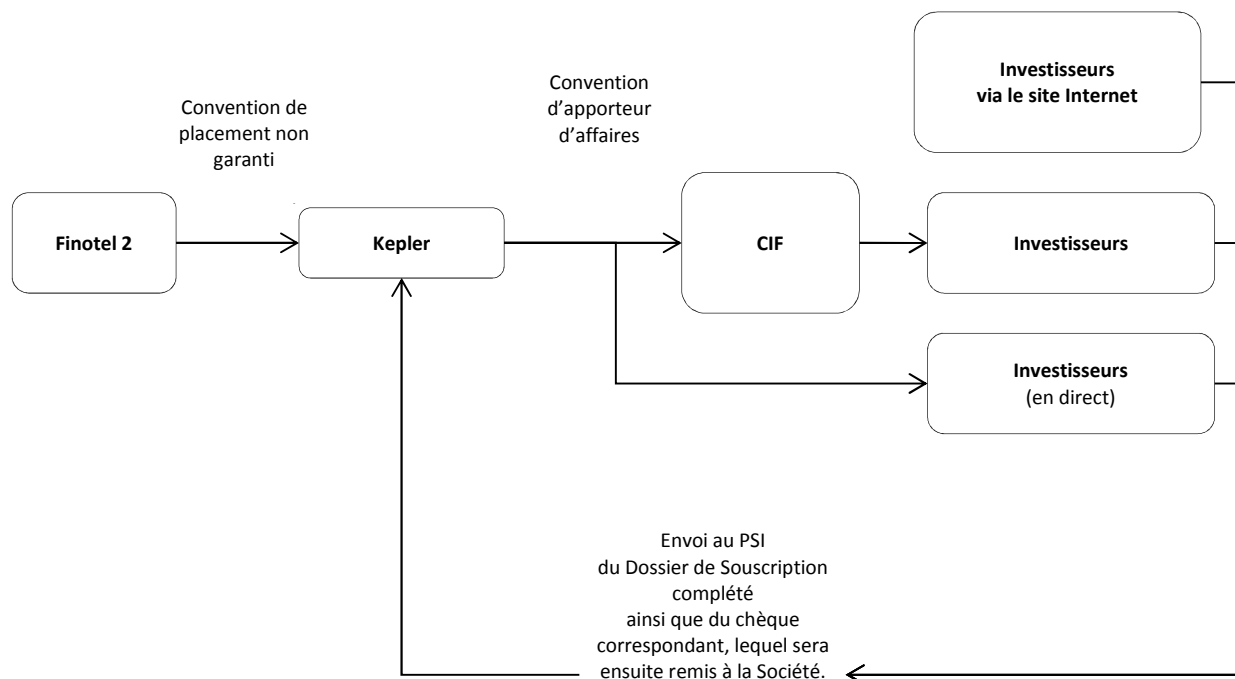 Convention de
placement non
garanti
Convention
d’apporteur
d’affaires
Investisseurs
via le site Internet
Finotel 2
Kepler
CIF
Investisseurs
Investisseurs
(en direct)
Envoi au PSI
du Dossier de Souscription
complété
ainsi que du chèque
correspondant, lequel sera
ensuite remis à la Société.